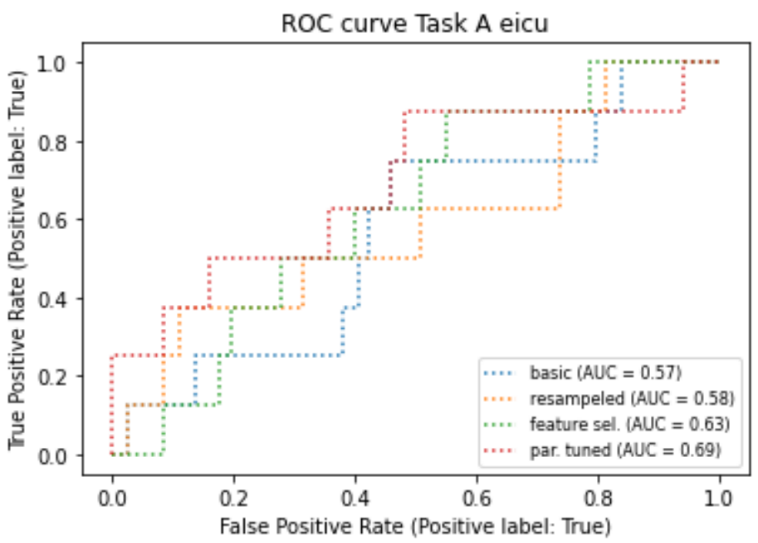 ROC curve Task A eicu
True Positive Rate (Positive label: True)
1.0
0.8
0.6
0.4
0.2
0.0
basic (AUC = 0.57)
resampeled (AUC = 0.58)
feature sel. (AUC = 0.63)
par. tuned (AUC = 0.69)
0.0 0.2 0.4 0.6 0.8 1.0
False Positive Rate (Positive label: True)